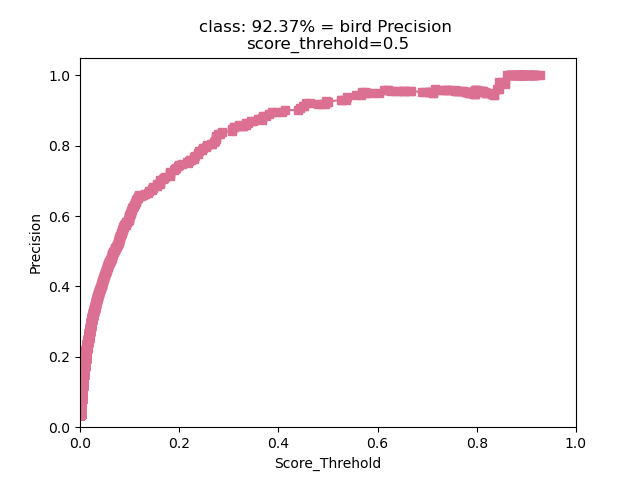 class: 92.37% = bird Precision
score_threhold=0.5
1.0
0.8
0.6
0.4
0.2
0.0
Precision
0.0 0.2 0.4 0.6 0.8 1.0
Score_Threhold